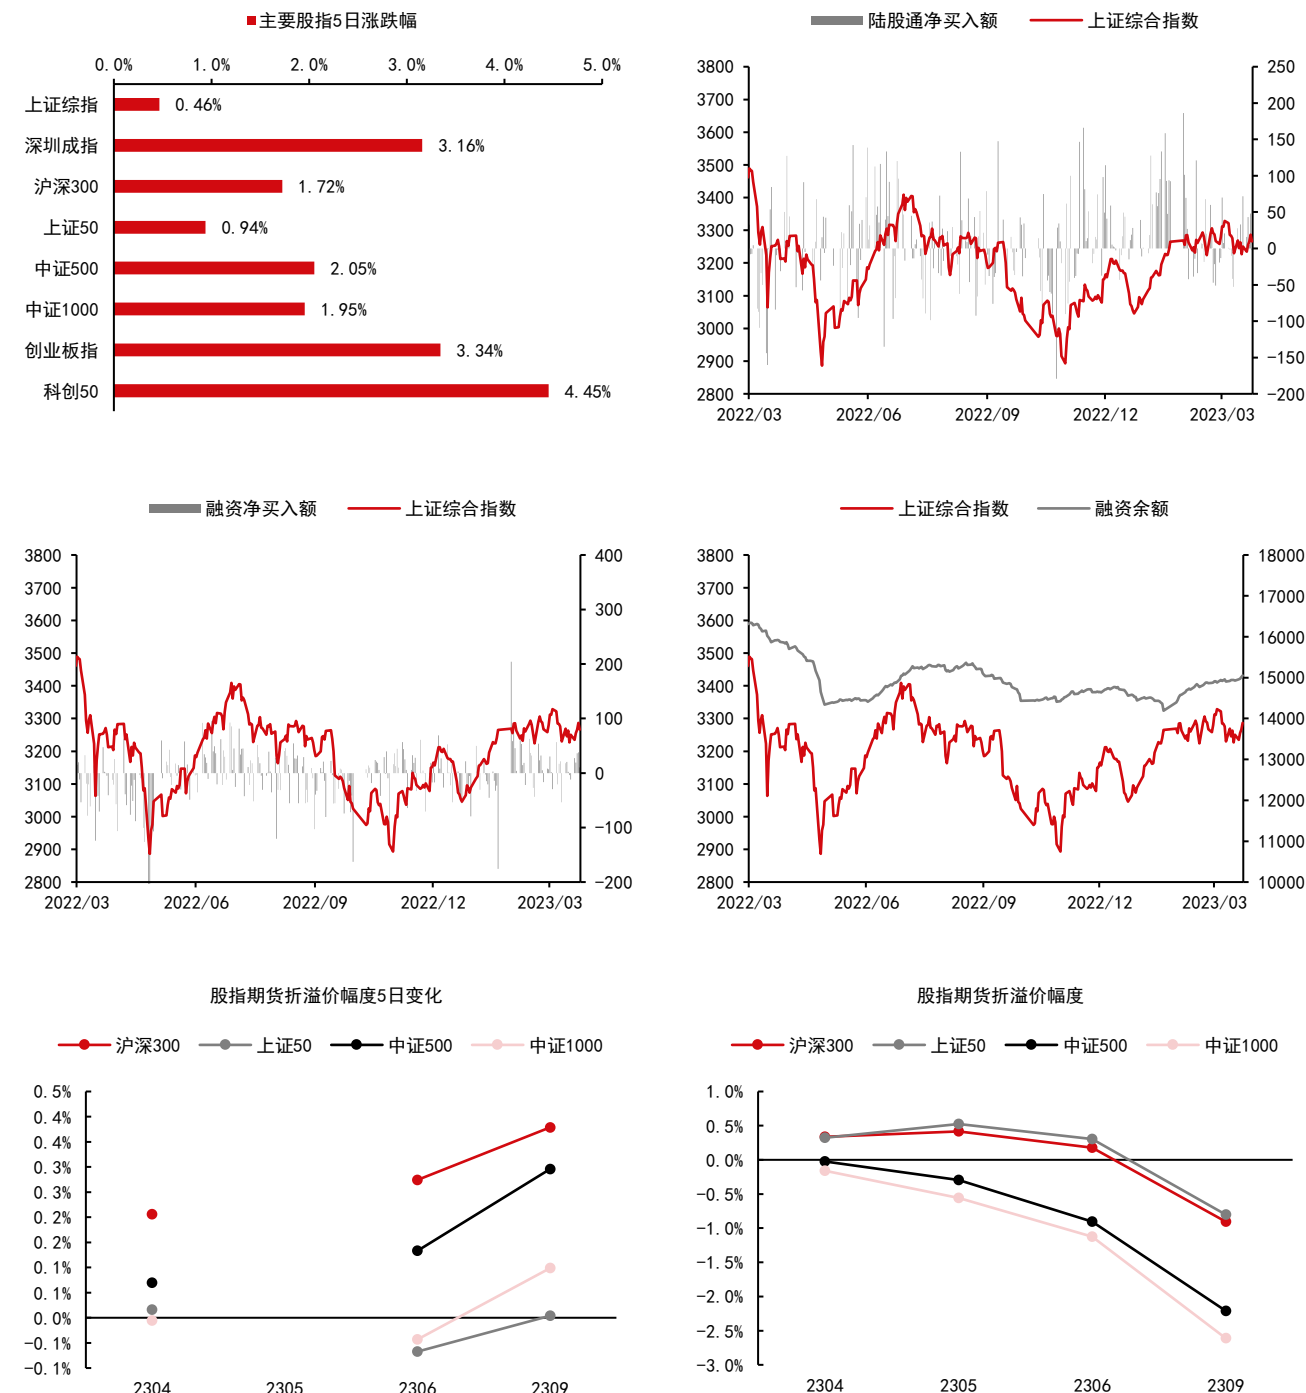 主要股指5日涨跌幅
0.0% 1.0% 2.0% 3.0% 4.0% 5.0%
上证综指 0.46%
深圳成指 3.16%
沪深300 1.72%
上证50 0.94%
中证500 2.05%
中证1000 1.95%
创业板指 3.34%
科创50 4.45%
陆股通净买入额 上证综合指数
3800 250
3700 200
3600 150
3500 100
3400 50
3300 0
3200 -50
3100 -100
3000 -150
2900 -200
2800
2022/03 2022/06 2022/09 2022/12 2023/03
融资净买入额 上证综合指数
3800 400
3700 300
3600 200
3500 100
3400 0
3300 -100
3200 -200
3100
3000
2900
2800
2022/03 2022/06 2022/09 2022/12 2023/03
上证综合指数 融资余额
3800 18000
3700 17000
3600 16000
3500 15000
3400 14000
3300 13000
3200 12000
3100 11000
3000 10000
2900
2800
2022/03 2022/06 2022/09 2022/12 2023/03
股指期货折溢价幅度5日变化
沪深300 上证50 中证500 中证1000
0.5%
0.4%
0.4%
0.3%
0.3%
0.2%
0.2%
0.1%
0.1%
0.0%
-0.1%
-0.1%
2304 2305 2306 2309
股指期货折溢价幅度
沪深300 上证50 中证500 中证1000
1.0%
0.5%
0.0%
-0.5%
-1.0%
-1.5%
-2.0%
-2.5%
-3.0%
2304 2305 2306 2309